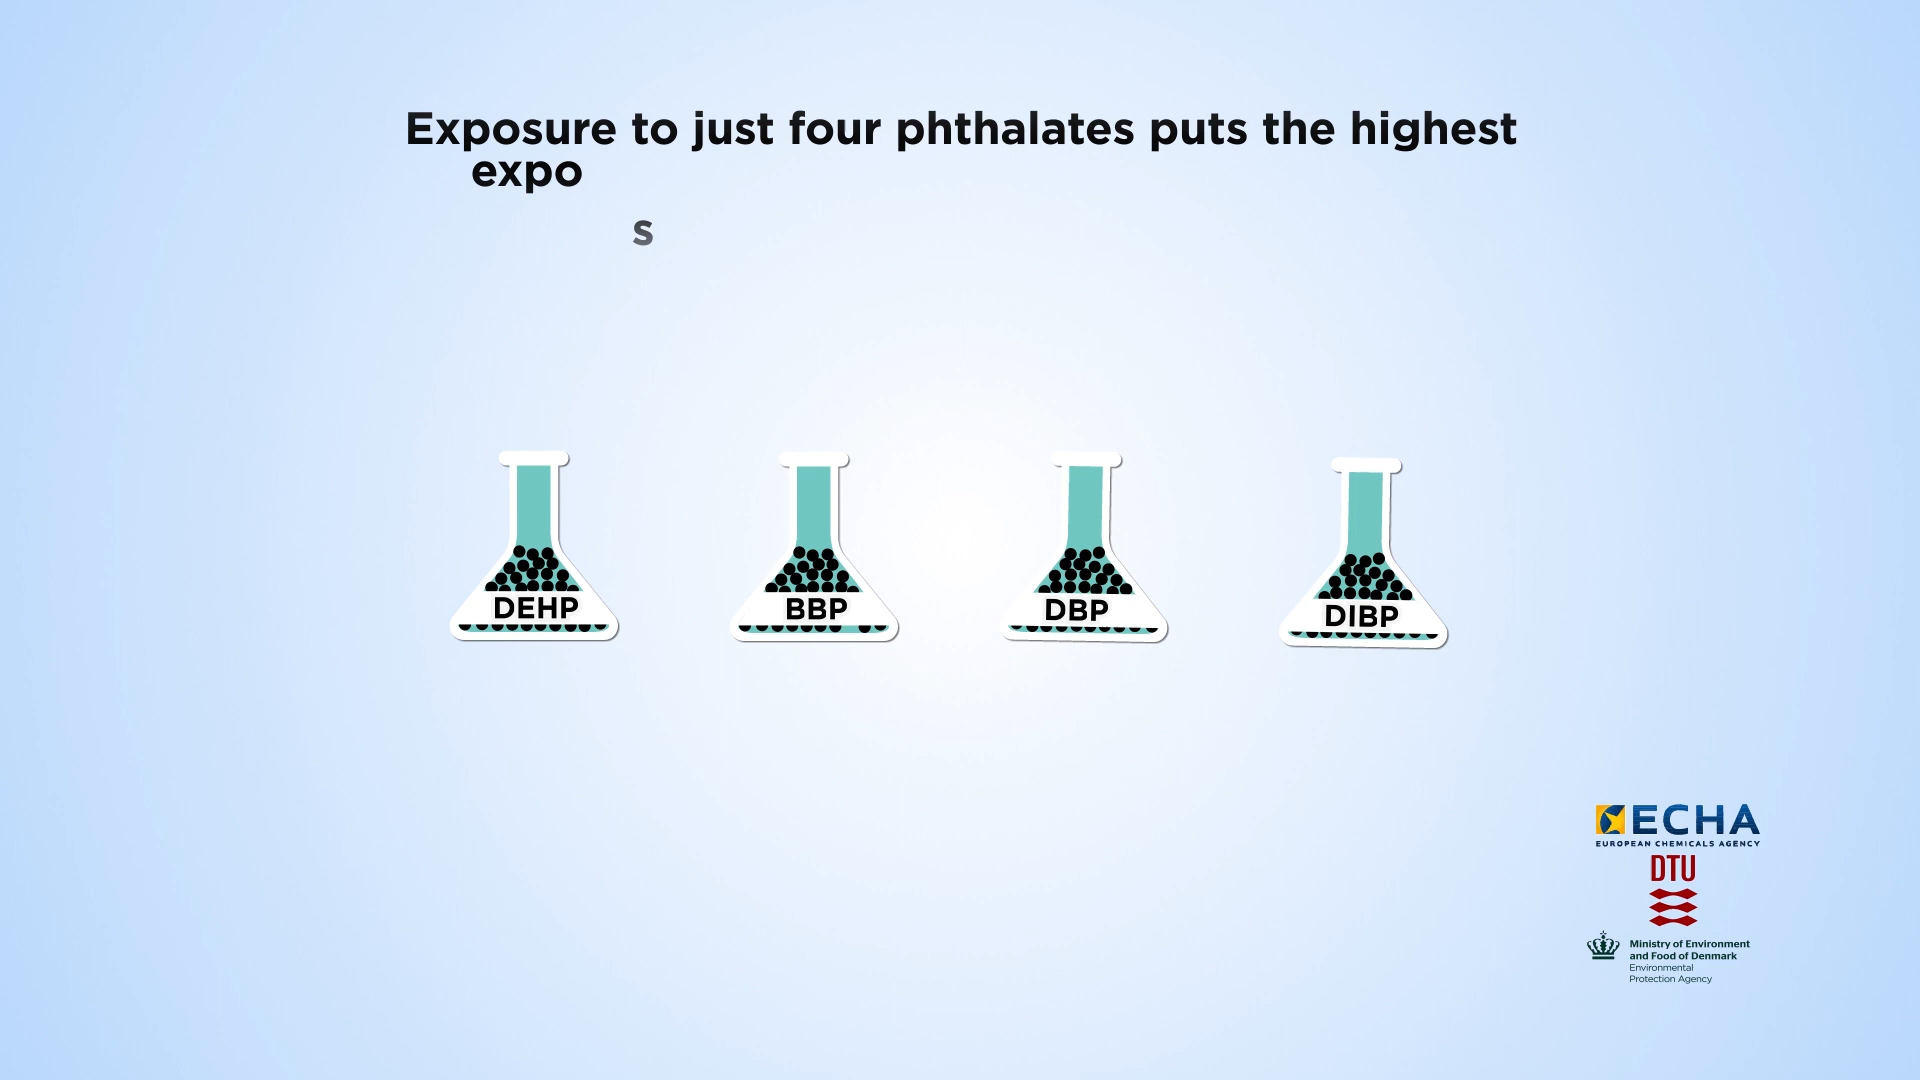 Exposure to just four phthalates puts the highest
expo
s
DEHP
BBP
DBP
DIBP
ECHA
EUROPEAN CHEMICALS AGENCY
DTU
Ministry of Environment
and Food of Denmark
Environmental
Protection Agency